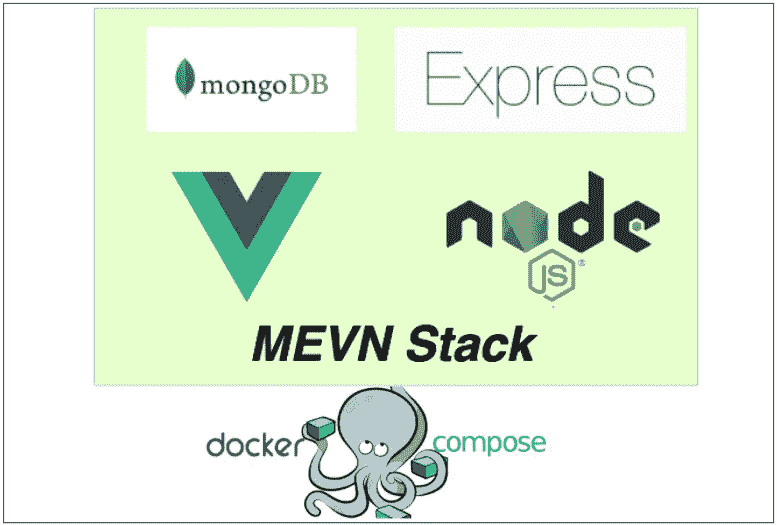 mongoDB
Express
node
JS®
MEVN Stack
docker compose